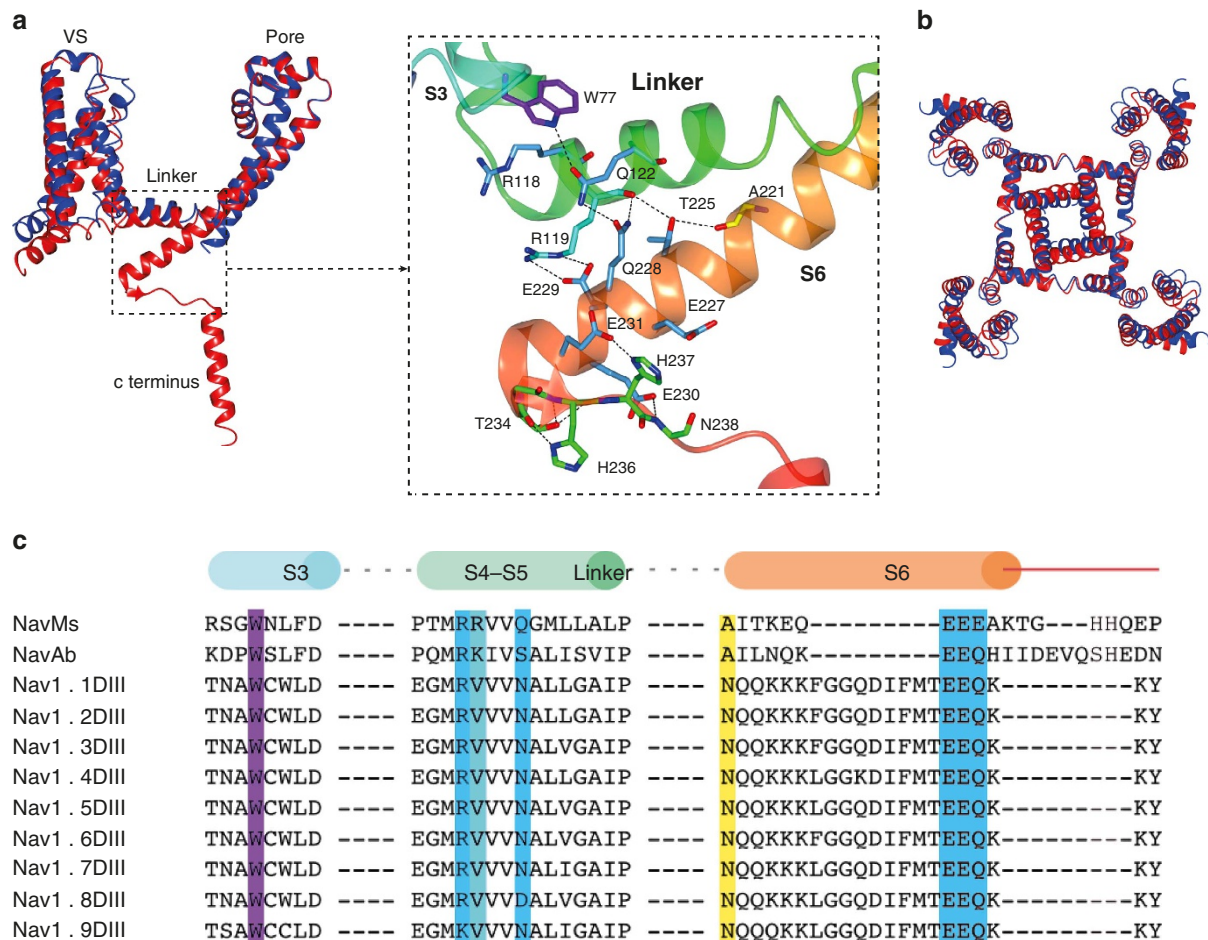 a
VS
Pore
Linker
c terminus
S3
Linker
W77
R118
Q122
T225
A221
R119
Q228
S6
E229
E227
E231
H237
E230
T234
N238
H236
b
c
S3
S4–S5
Linker
S6
NavMs RSGWNLFD ---- PTMRRVVQGMLLALP ---- AITKEQ---------EEEAKTG---HHQEP
NavAb KDPWSLFD ---- PQMRKIVSALISVIP ---- AILNQK---------EEQHIIDEVQSHEDN
Nav1 . 1DIII TNAWCWLD ---- EGMRVVVNALLGAIP ---- NQQKKKFGGQDIFMTEEQK---------KY
Nav1 . 2DIII TNAWCWLD ---- EGMRVVVNALLGAIP ---- NQQKKKFGGQDIFMTEEQK---------KY
Nav1 . 3DIII TNAWCWLD ---- EGMRVVVNALVGAIP ---- NQQKKKFGGQDIFMTEEQK---------KY
Nav1 . 4DIII TNAWCWLD ---- EGMRVVVNALLGAIP ---- NQQKKKLGGKDIFMTEEQK---------KY
Nav1 . 5DIII TNAWCWLD ---- EGMRVVVNALVGAIP ---- NQQKKKLGGQDIFMTEEQK---------KY
Nav1 . 6DIII TNAWCWLD ---- EGMRVVVNALVGAIP ---- NQQKKKFGGQDIFMTEEQK---------KY
Nav1 . 7DIII TNAWCWLD ---- EGMRVVVNALIGAIP ---- NQQKKKLGGQDIFMTEEQK---------KY
Nav1 . 8DIII TNAWCWLD ---- EGMRVVVDALVGAIP ---- NQQKKKLGGQDIFMTEEQK---------KY
Nav1 . 9DIII TSAWCCLD ---- EGMKVVVNALIGAIP ---- NQQQKKLGGQDIFMTEEQK---------KY